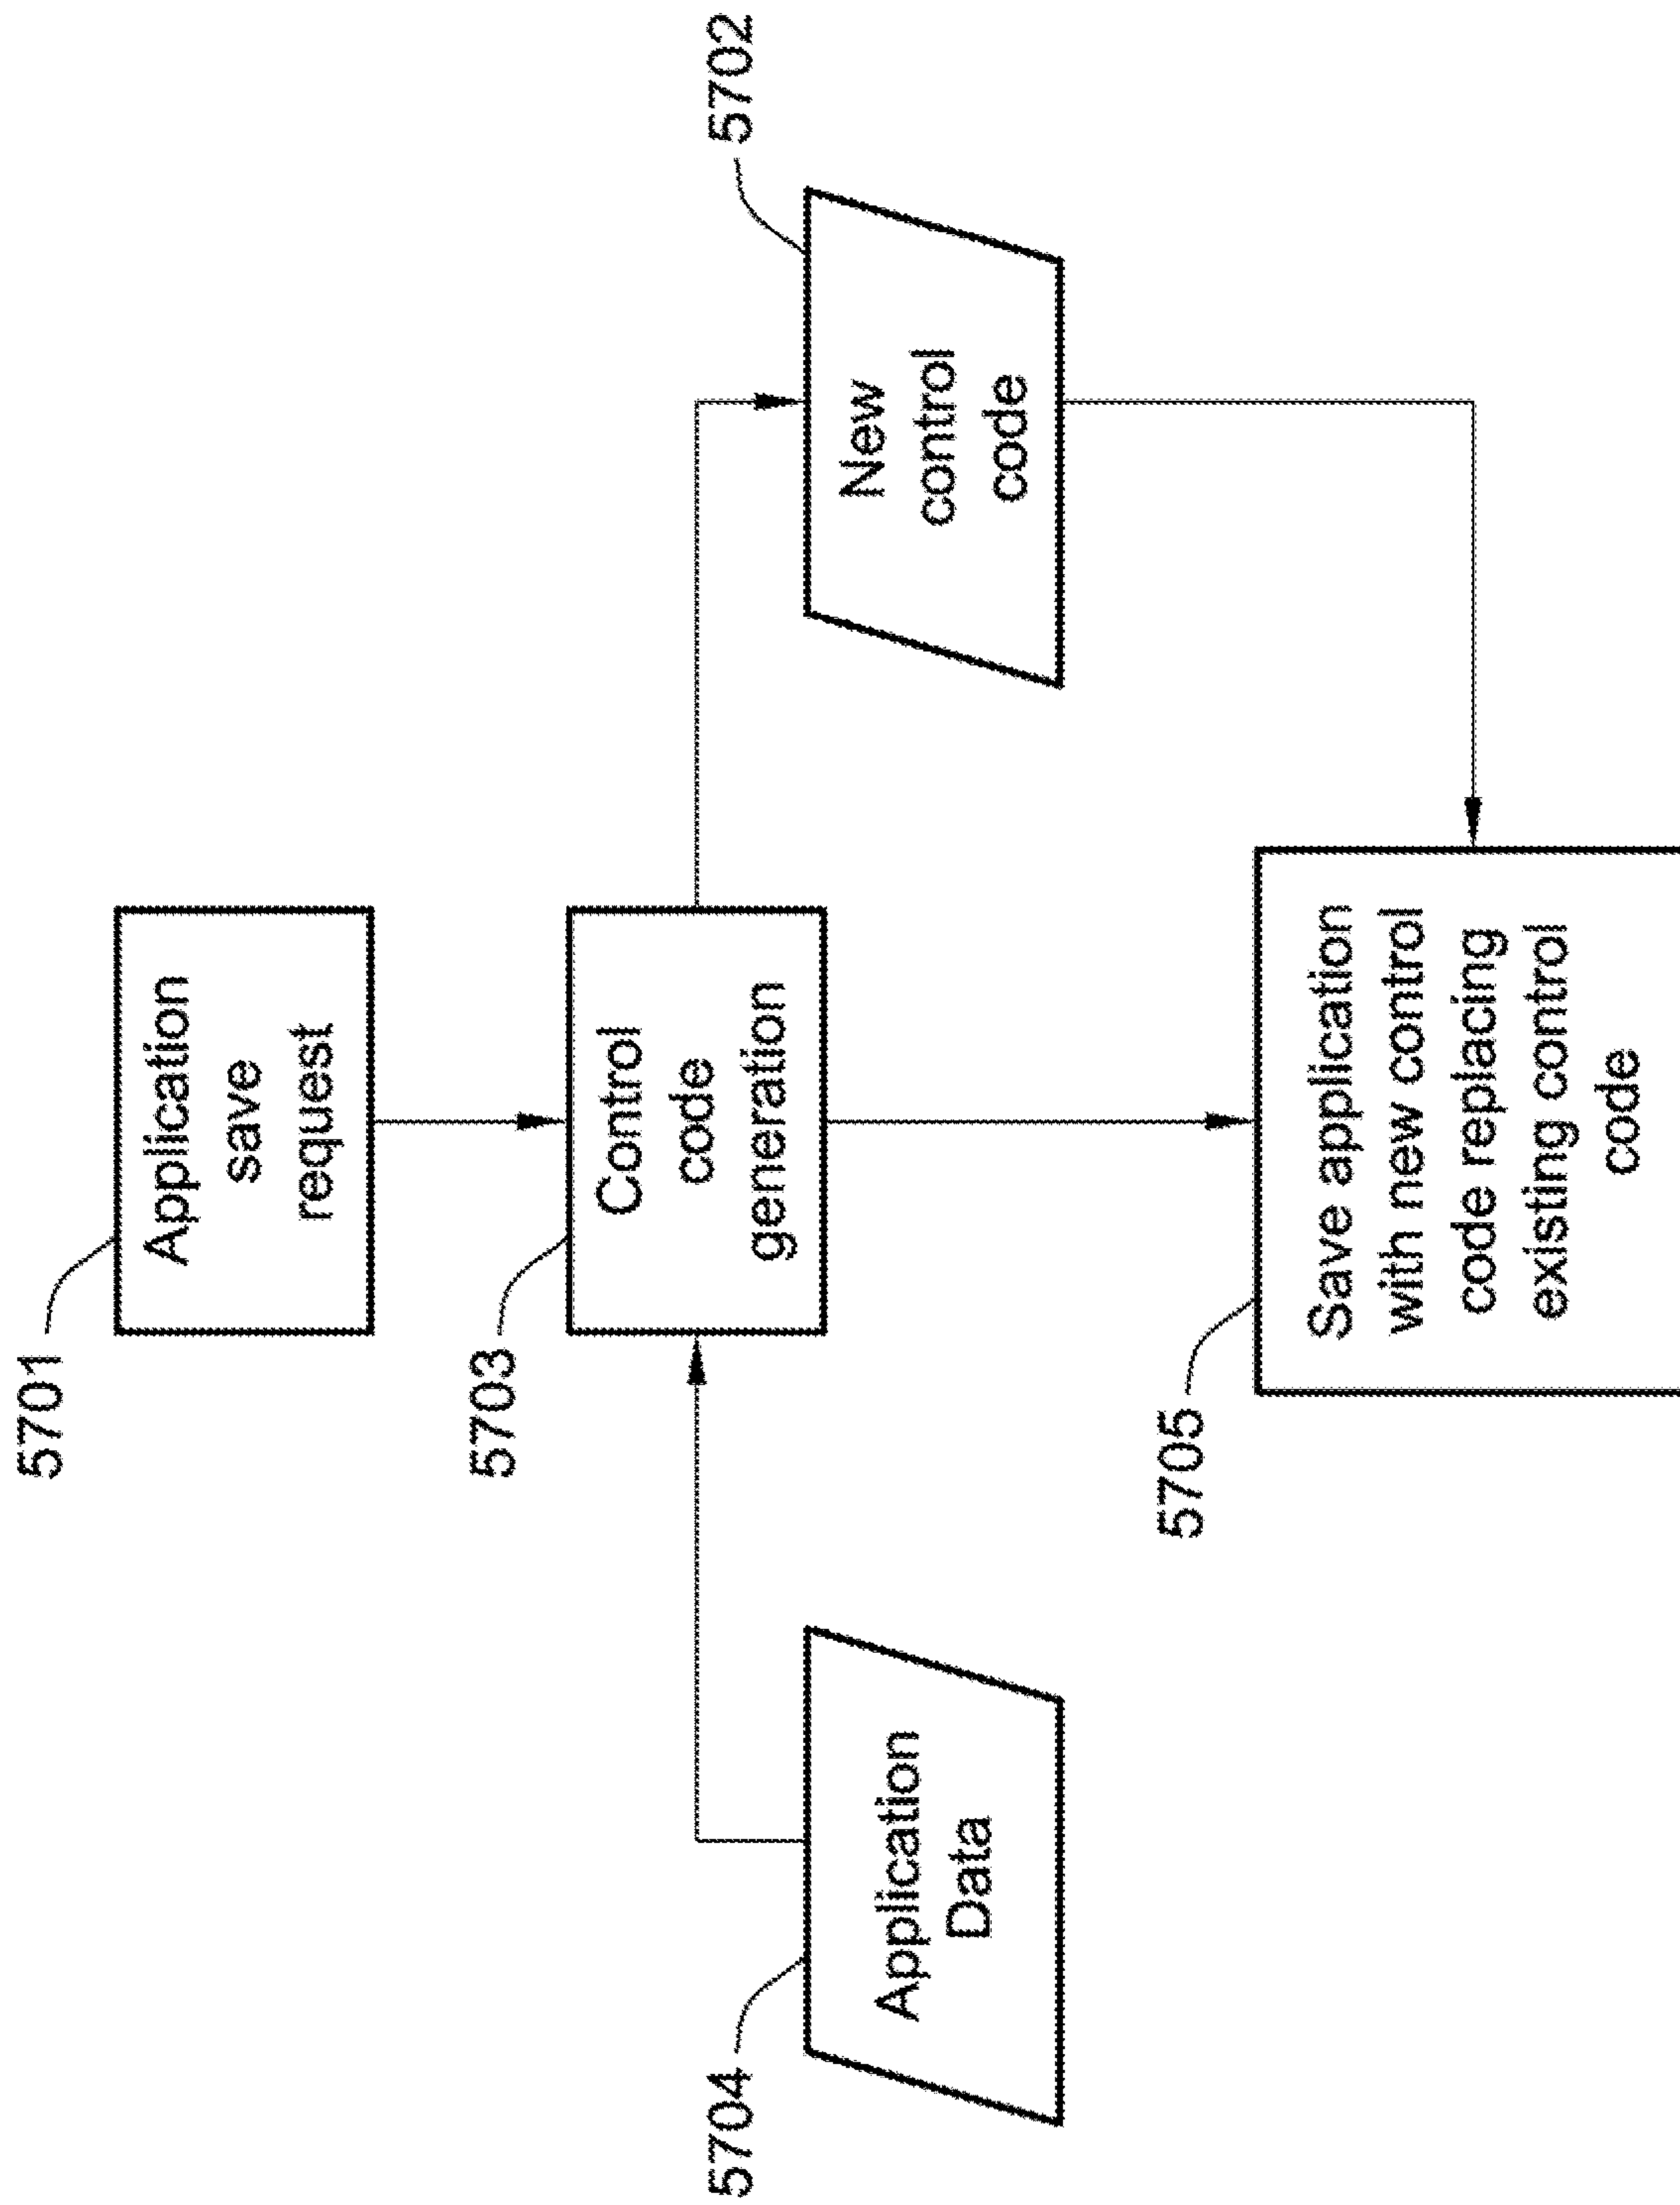 5701
Application
save
request
5703
Control
code
generation
5704
Application
Data
5702
New
control
code
5705
Save application
with new control
code replacing
existing control
code